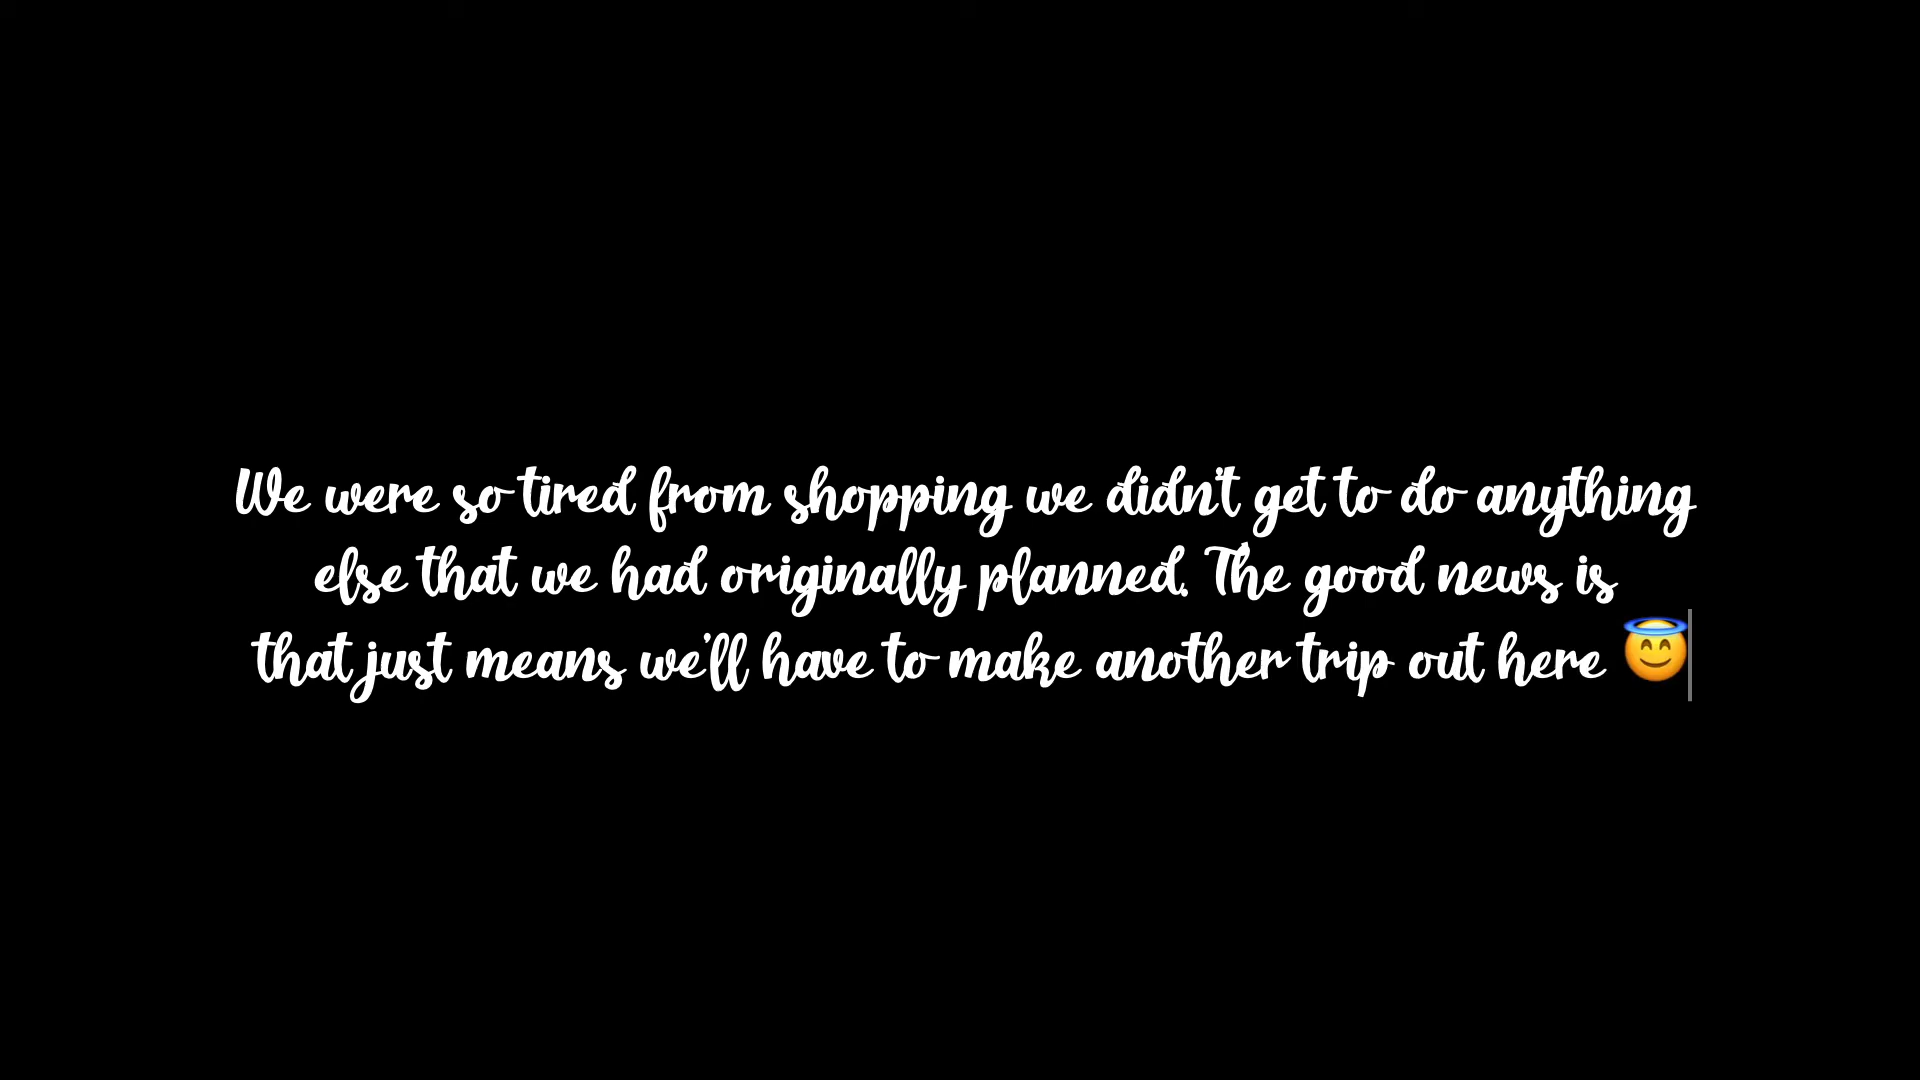 We were so tired from shopping we didn't get to do anything
else that we had originally planned. The good news is
that just means we'll have to make another trip out here 😇